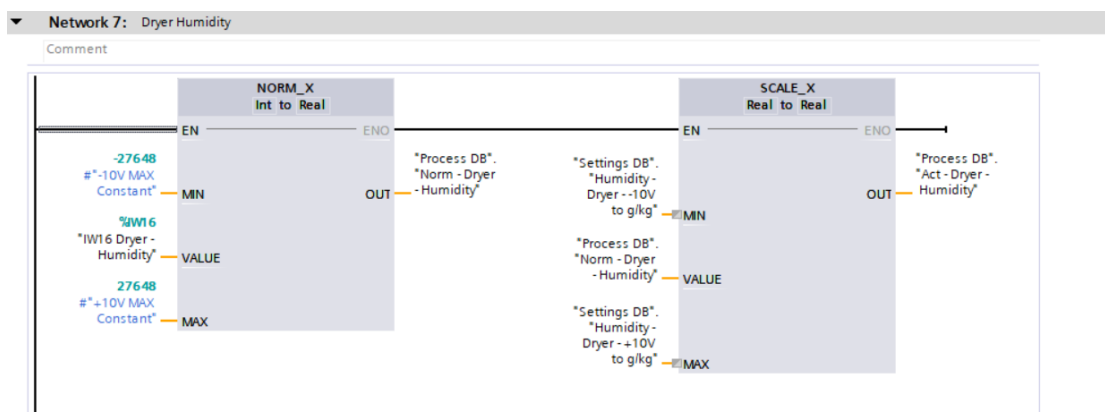 Network 7: Dryer Humidity
Comment
NORM_X
Int to Real
EN
ENO
-27648
#"-10V MAX
Constant"
MIN
%IW16
"IW16 Dryer -
Humidity"
VALUE
27648
#"+10V MAX
Constant"
MAX
OUT
"Process DB".
"Norm - Dryer
- Humidity"
SCALE_X
Real to Real
EN
ENO
"Settings DB".
"Humidity -
Dryer - -10V
to g/kg"
MIN
"Process DB".
"Norm - Dryer
- Humidity"
VALUE
"Settings DB".
"Humidity -
Dryer - +10V
to g/kg"
MAX
OUT
"Process DB".
"Act - Dryer -
Humidity"